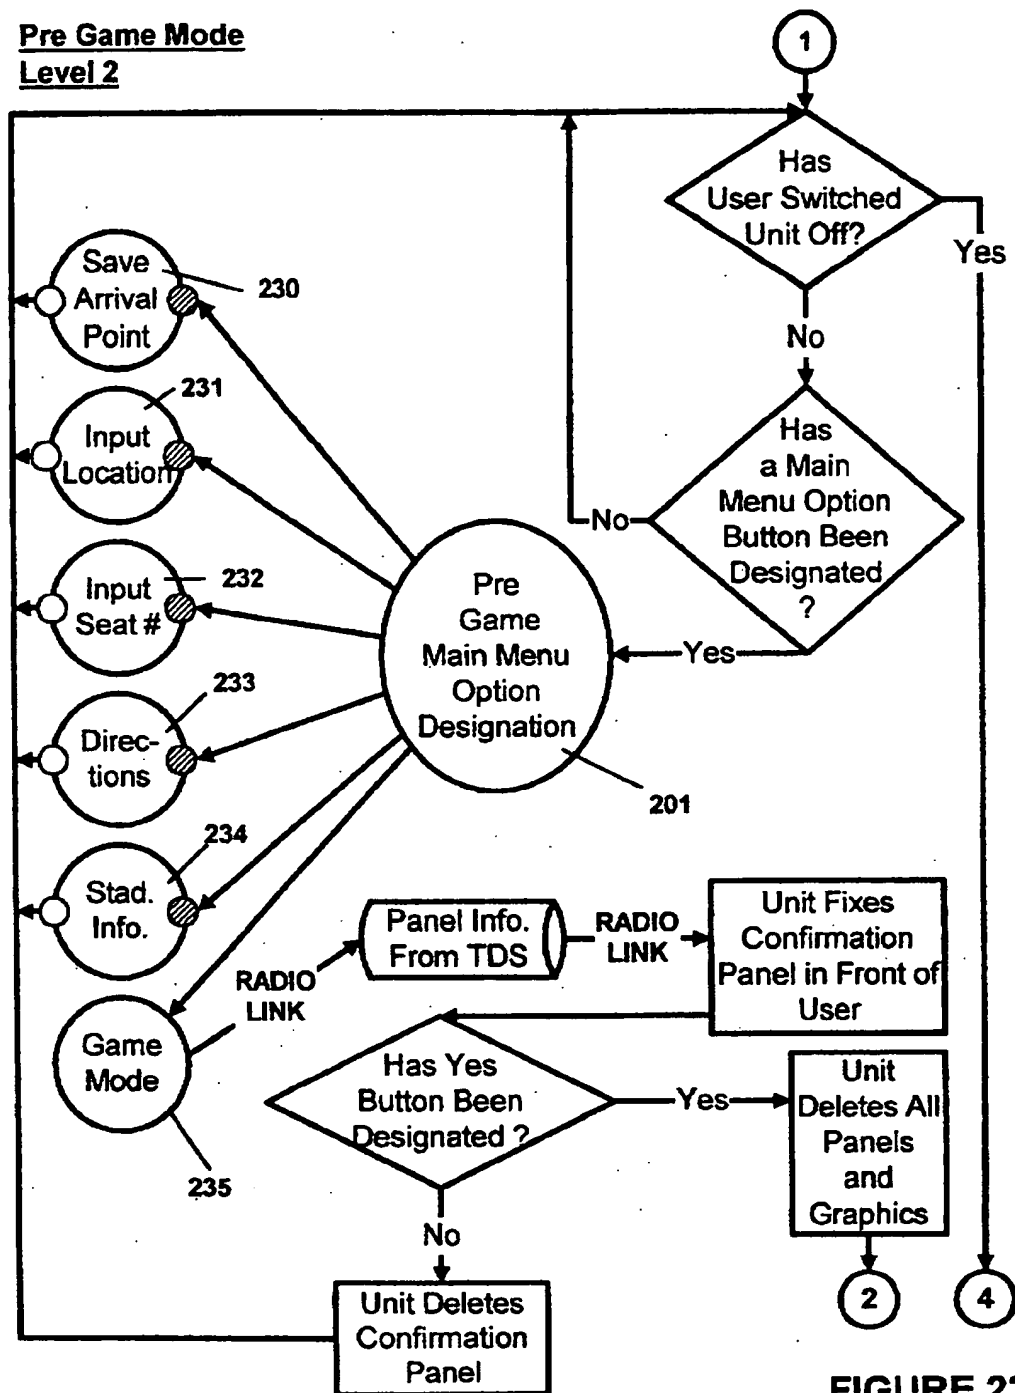 Pre Game Mode
Level 2
1
Has
User Switched
Unit Off?
Yes
No
Has
a Main
Menu Option
Button Been
Designated
?
No
Yes
Save
Arrival
Point
230
231
Input
Location
232
Input
Seat #
233
Direc-
tions
234
Stad.
Info.
Game
Mode
235
Pre
Game
Main Menu
Option
Designation
201
RADIO
LINK
Panel Info.
From TDS
RADIO
LINK
Unit Fixes
Confirmation
Panel in Front of
User
Has Yes
Button Been
Designated ?
Yes
Unit
Deletes All
Panels
and
Graphics
No
Unit Deletes
Confirmation
Panel
2
4
FIGURE